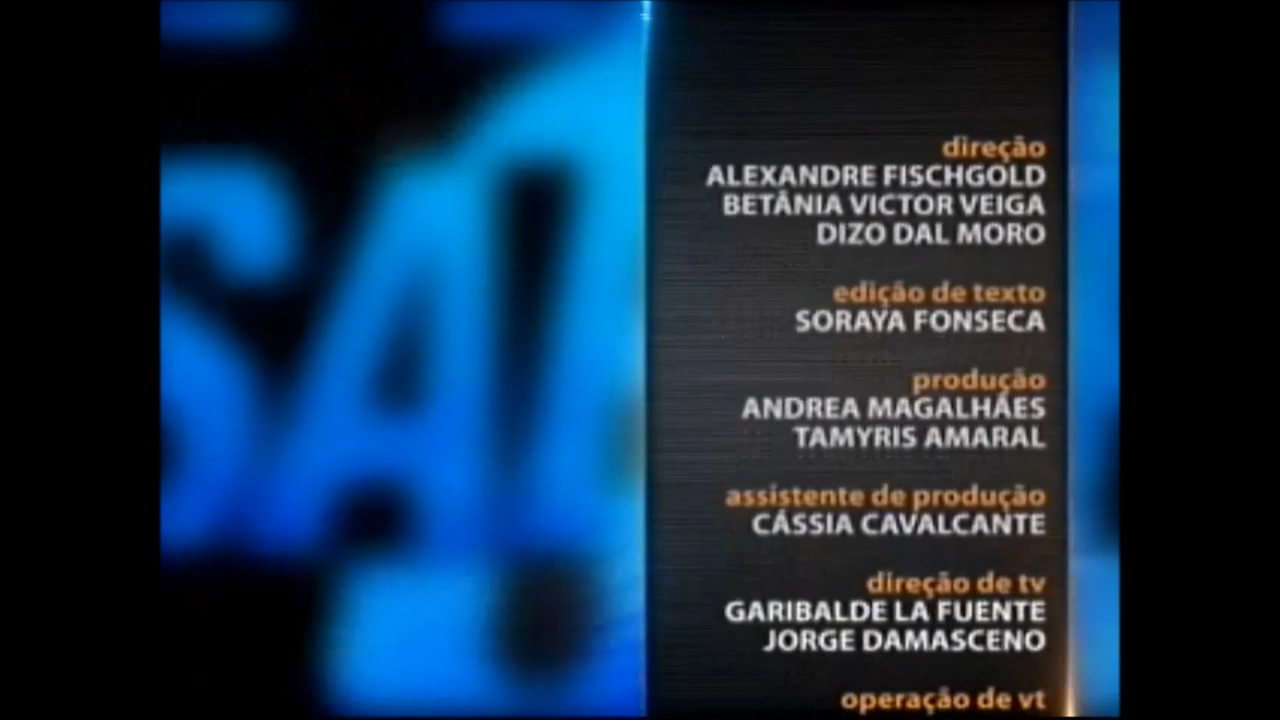 SAI
direção
ALEXANDRE FISCHGOLD
BETÂNIA VICTOR VEIGA
DIZO DAL MORO
edição de texto
SORAYA FONSECA
produção
ANDREA MAGALHÃES
TAMYRIS AMARAL
assistente de produção
CÁSSIA CAVALCANTE
direção de tv
GARIBALDE LA FUENTE
JORGE DAMASCENO
operação de vt